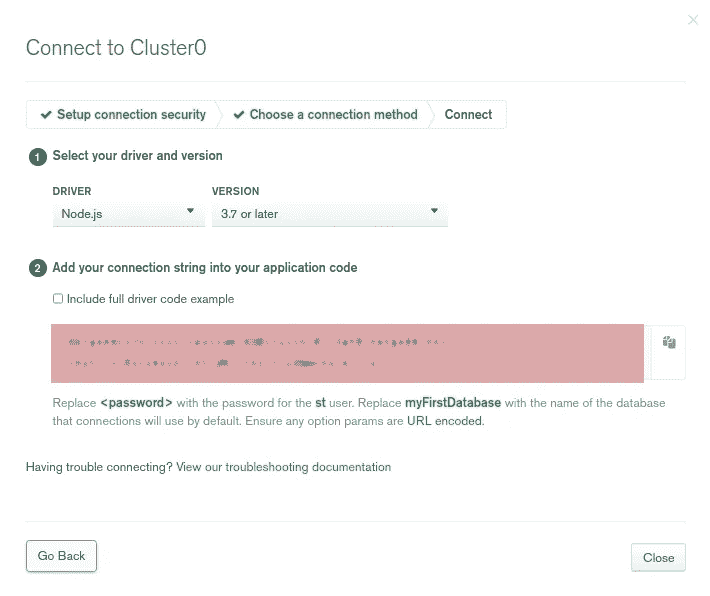 Connect to Cluster0
Setup connection security
Choose a connection method
Connect
1 Select your driver and version
DRIVER
VERSION
Node.js
3.7 or later
2 Add your connection string into your application code
Include full driver code example
Replace <password> with the password for the st user. Replace myFirstDatabase with the name of the database
that connections will use by default. Ensure any option params are URL encoded.
Having trouble connecting? View our troubleshooting documentation
Go Back
Close